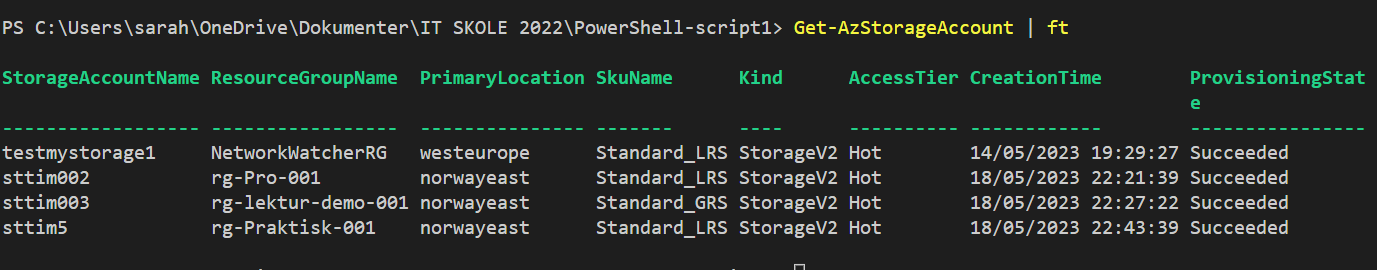 PS C:\Users\sarah\OneDrive\Dokumenter\IT SKOLE 2022\PowerShell-script1> Get-AzStorageAccount | ft
StorageAccountName ResourceGroupName PrimaryLocation SkuName Kind AccessTier CreationTime ProvisioningStat
e
------------------ ----------------- --------------- ------- ---- ---------- ------------ ----------------
testmystorage1 NetworkWatcherRG westeurope Standard_LRS StorageV2 Hot 14/05/2023 19:29:27 Succeeded
sttim002 rg-Pro-001 norwayeast Standard_LRS StorageV2 Hot 18/05/2023 22:21:39 Succeeded
sttim003 rg-lektur-demo-001 norwayeast Standard_GRS StorageV2 Hot 18/05/2023 22:27:22 Succeeded
sttim5 rg-Praktisk-001 norwayeast Standard_LRS StorageV2 Hot 18/05/2023 22:43:39 Succeeded